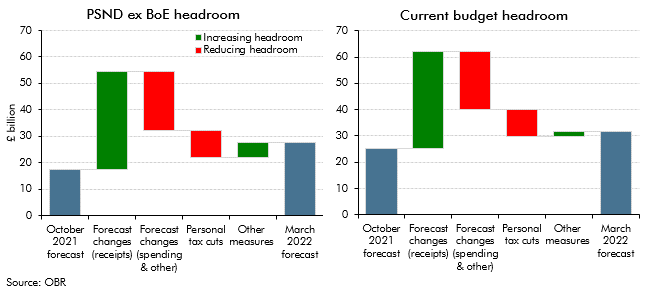 PSND ex BoE headroom
Increasing headroom
Reducing headroom
£ billion
70
60
50
40
30
20
10
0
October 2021 forecast
Forecast changes (receipts)
Forecast changes (spending & other)
Personal tax cuts
Other measures
March 2022 forecast
Current budget headroom
70
60
50
40
30
20
10
0
October 2021 forecast
Forecast changes (receipts)
Forecast changes (spending & other)
Personal tax cuts
Other measures
March 2022 forecast
Source: OBR